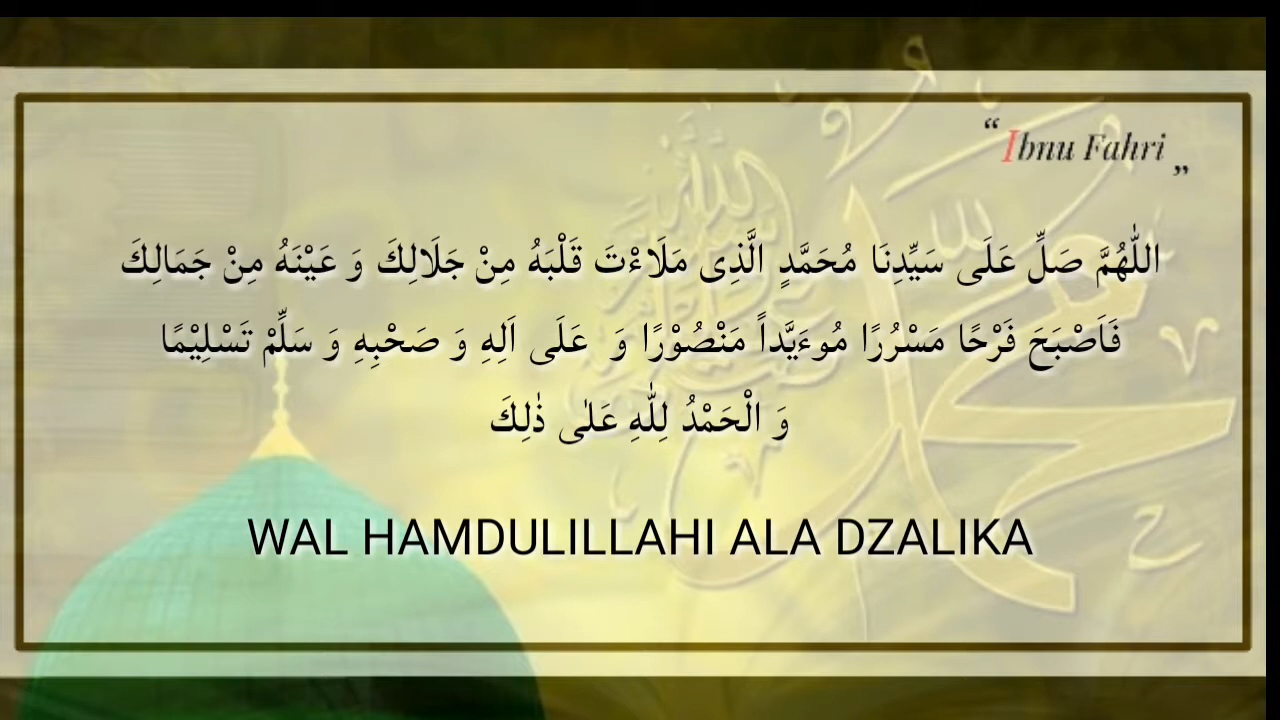 “Ibnu Fahri„
اللّٰهُمَّ صَلِّ عَلَى سَيِّدِنَا مُحَمَّدٍ الَّذِى مَلَاءْتَ قَلْبَهُ مِنْ جَلَالِكَ وَ عَيْنَهُ مِنْ جَمَالِكَ
فَاَصْبَحَ فَرْحًا مَسْرُرًا مُوءَيَّداً مَنْصُوْرًا وَ عَلَى اَلِهِ وَ صَحْبِهِ وَ سَلِّمْ تَسْلِيْمًا
وَ الْحَمْدُ لِلّٰهِ عَلٰى ذٰلِكَ
WAL HAMDULILLAHI ALA DZALIKA